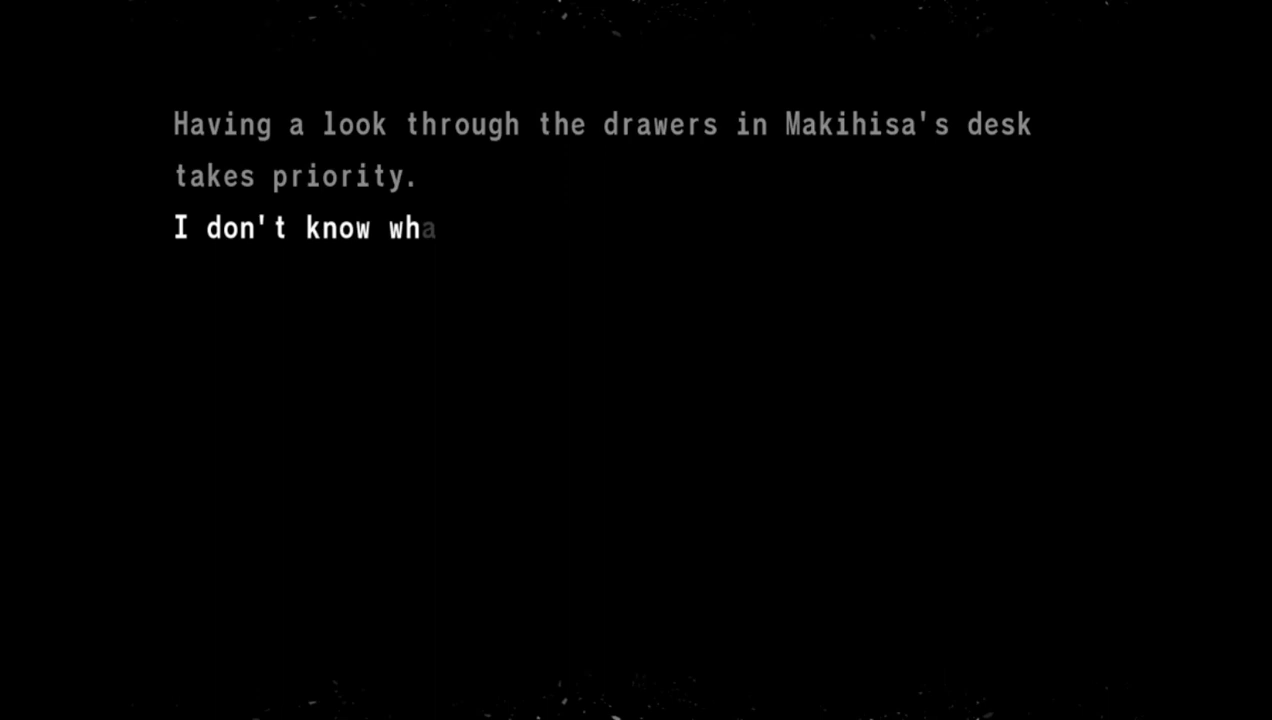 Having a look through the drawers in Makihisa's desk
takes priority.
I don't know wha